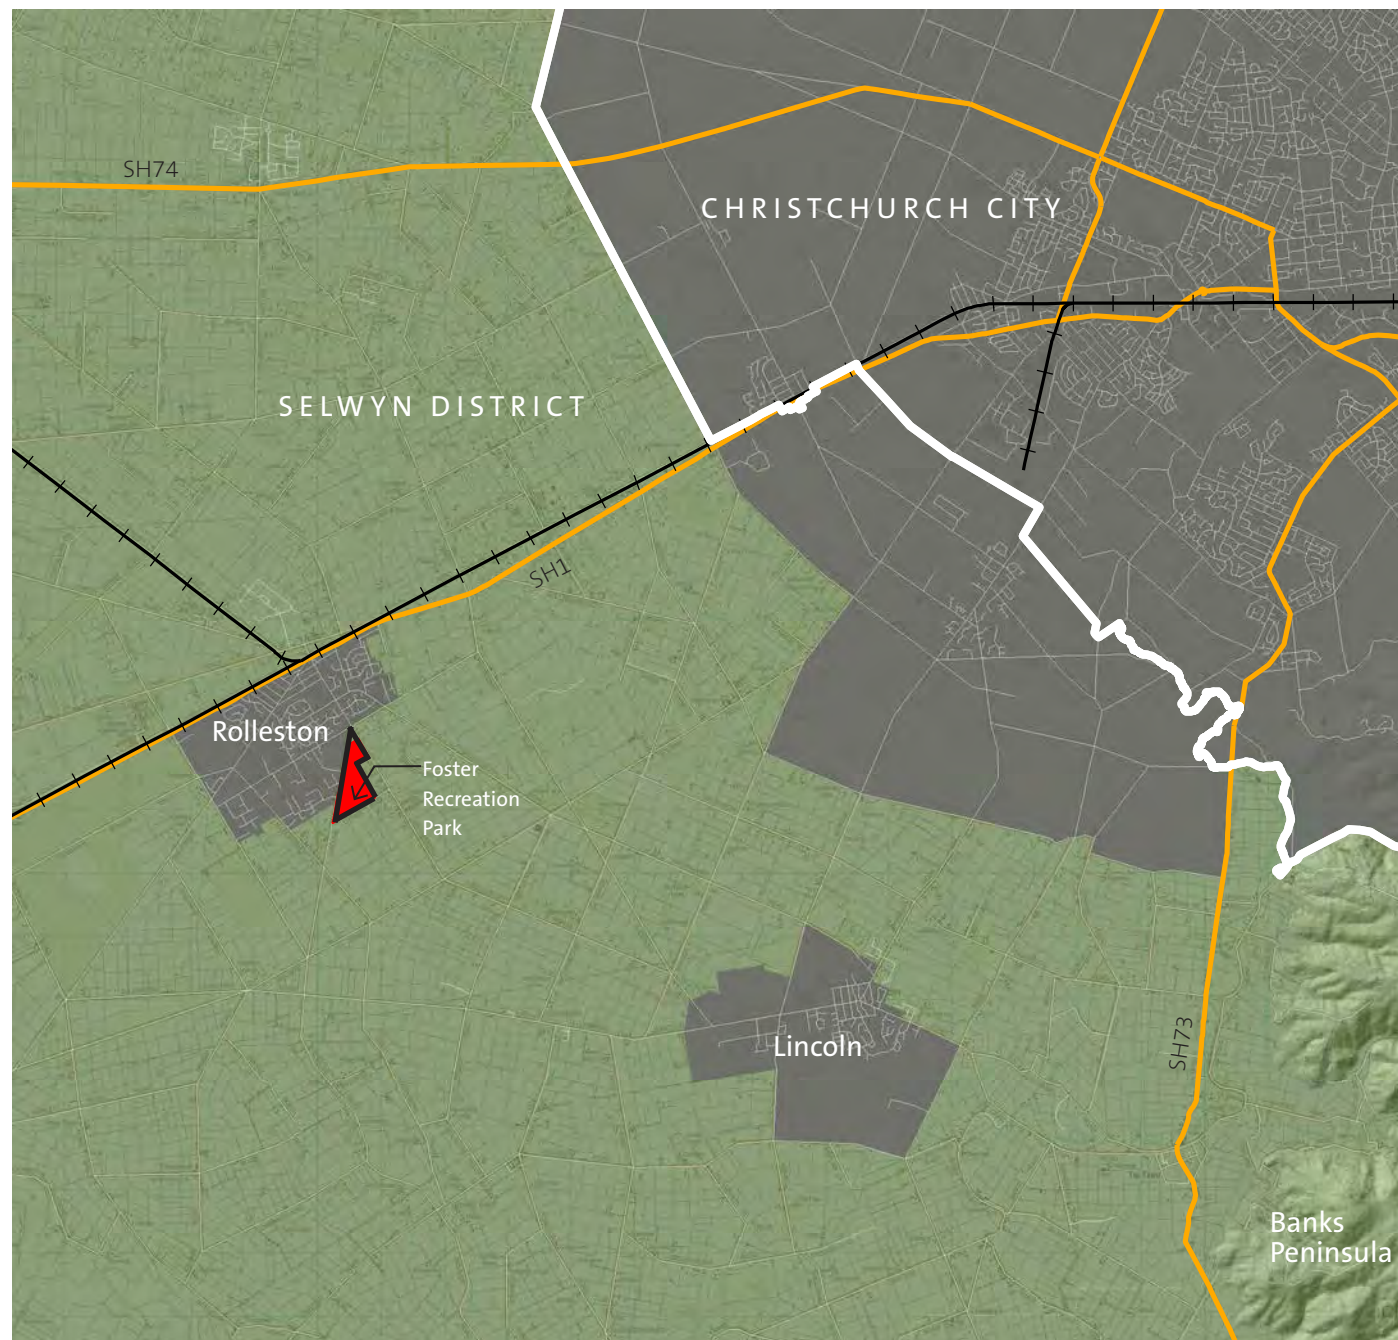 SH74
CHRISTCHURCH CITY
SELWYN DISTRICT
SH1
Rolleston
Foster
Recreation
Park
Lincoln
SH73
Banks
Peninsula